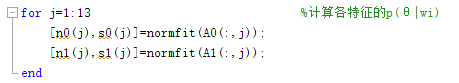 for j=1:13 %计算各特征的p(θ|wi)
[n0(j),s0(j)]=normfit(A0(:,j));
[n1(j),s1(j)]=normfit(A1(:,j));
end